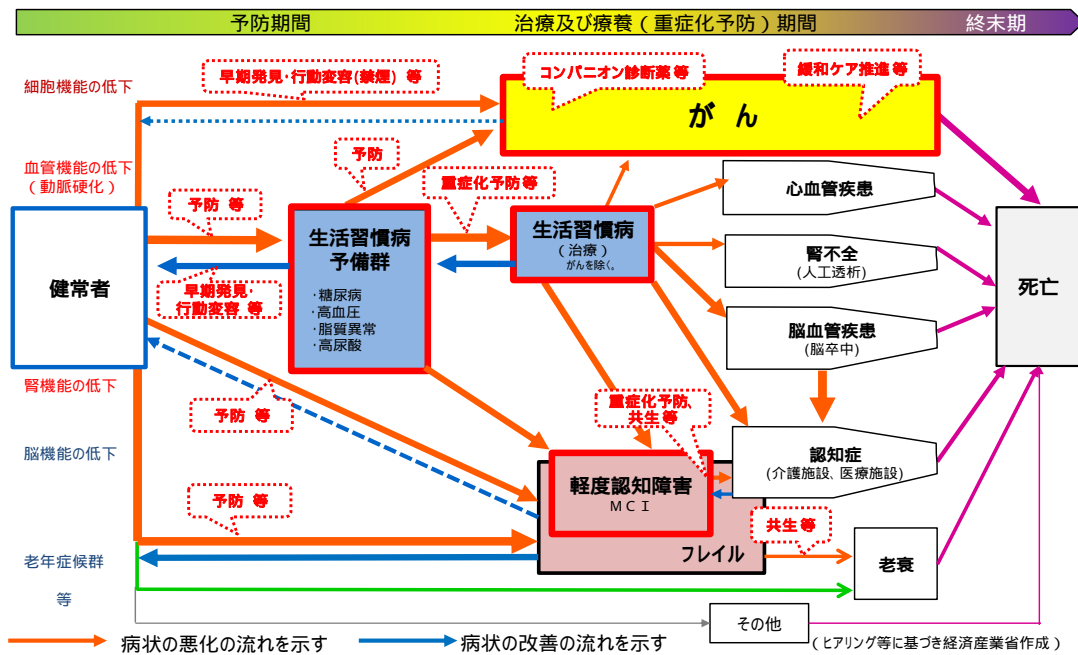 予防期間
治療及び療養(重症化予防)期間
終末期
細胞機能の低下
早期発見・行動変容(禁煙) 等
コンパニオン診断薬 等
緩和ケア推進 等
がん
血管機能の低下
(動脈硬化)
予防
予防 等
重症化予防等
心血管疾患
健常者
生活習慣病
予備群
・糖尿病
・高血圧
・脂質異常
・高尿酸
生活習慣病
(治療)
がんを除く。
腎不全
(人工透析)
死亡
早期発見・
行動変容 等
脳血管疾患
(脳卒中)
腎機能の低下
予防 等
重症化予防、
共生等
脳機能の低下
認知症
(介護施設、医療施設)
軽度認知障害
MCI
予防 等
共生等
フレイル
老年症候群
老衰
等
その他
病状の悪化の流れを示す
病状の改善の流れを示す
(ヒアリング等に基づき経済産業省作成)